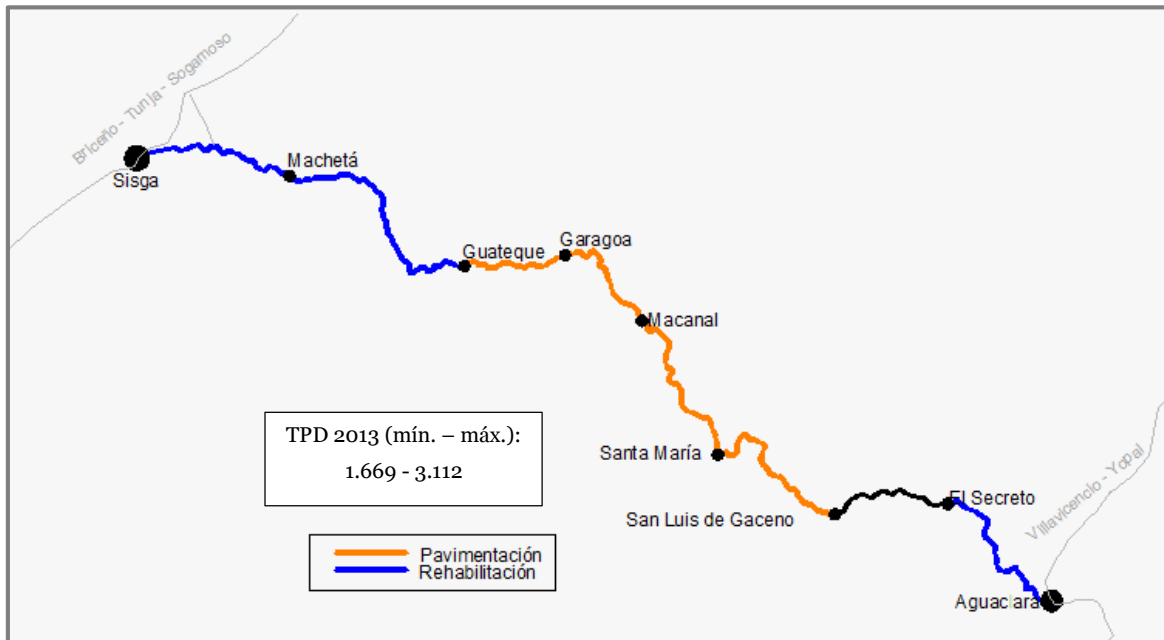 Briceño - Tunja - Sogamoso
Sisga
Machetá
Guateque
Garagoa
Macanal
Santa María
San Luis de Gaceno
El Secreto
Aguaclara
Villavicencio - Yopal
TPD 2013 (mín. – máx.):
1.669 - 3.112
Pavimentación
Rehabilitación